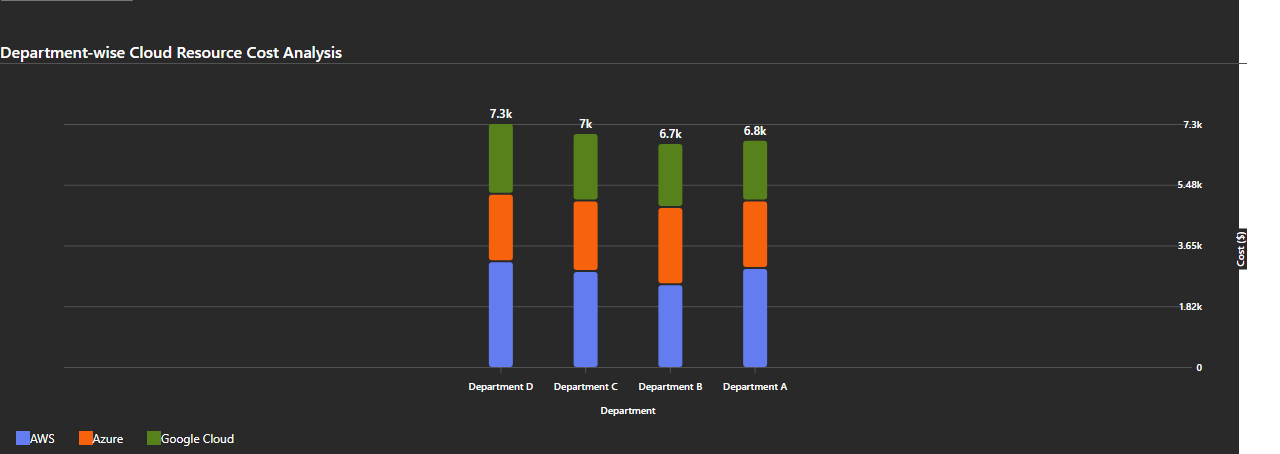 Department-wise Cloud Resource Cost Analysis
7.3k
7k
6.7k
6.8k
7.3k
5.48k
3.65k
1.82k
0
Cost ($)
Department D
Department C
Department B
Department A
Department
AWS
Azure
Google Cloud